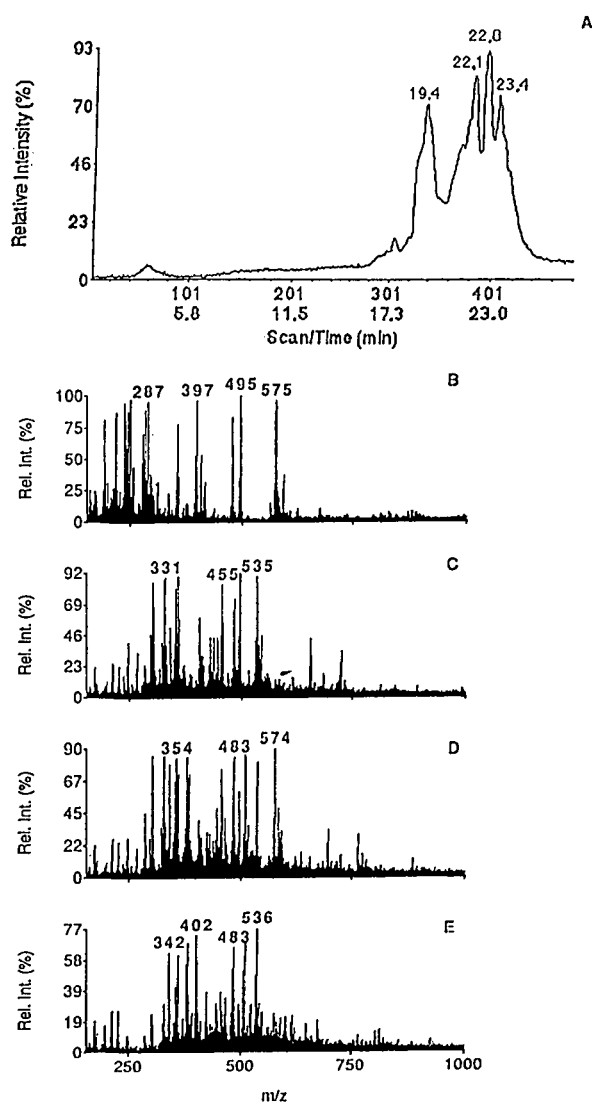 A
93
70
46
23
0
Relative Intensity (%)
19.4
22.1
22.0
23.4
101 201 301 401
5.8 11.5 17.3 23.0
Scan/Time (min)
B
100
75
50
25
0
Rel. Int. (%)
287 397 495 575
C
92
69
46
23
0
Rel. Int. (%)
331 455 535
D
90
67
45
22
0
Rel. Int. (%)
354 483 574
E
77
58
39
19
0
Rel. Int. (%)
342 402 483 536
250 500 750 1000
m/z